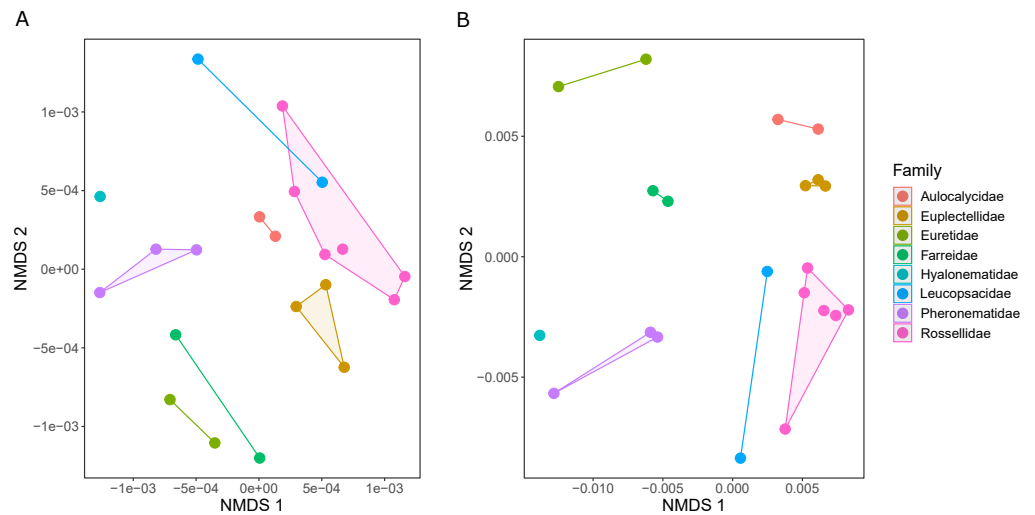 A
B
1e−03
5e−04
0e+00
−5e−04
−1e−03
NMDS 2
−1e−03
−5e−04
0e+00
5e−04
1e−03
NMDS 1
0.005
0.000
−0.005
NMDS 2
−0.010
−0.005
0.000
0.005
NMDS 1
Family
Aulocalycidae
Euplectellidae
Euretidae
Farreidae
Hyalonematidae
Leucopsacidae
Pheronematidae
Rossellidae